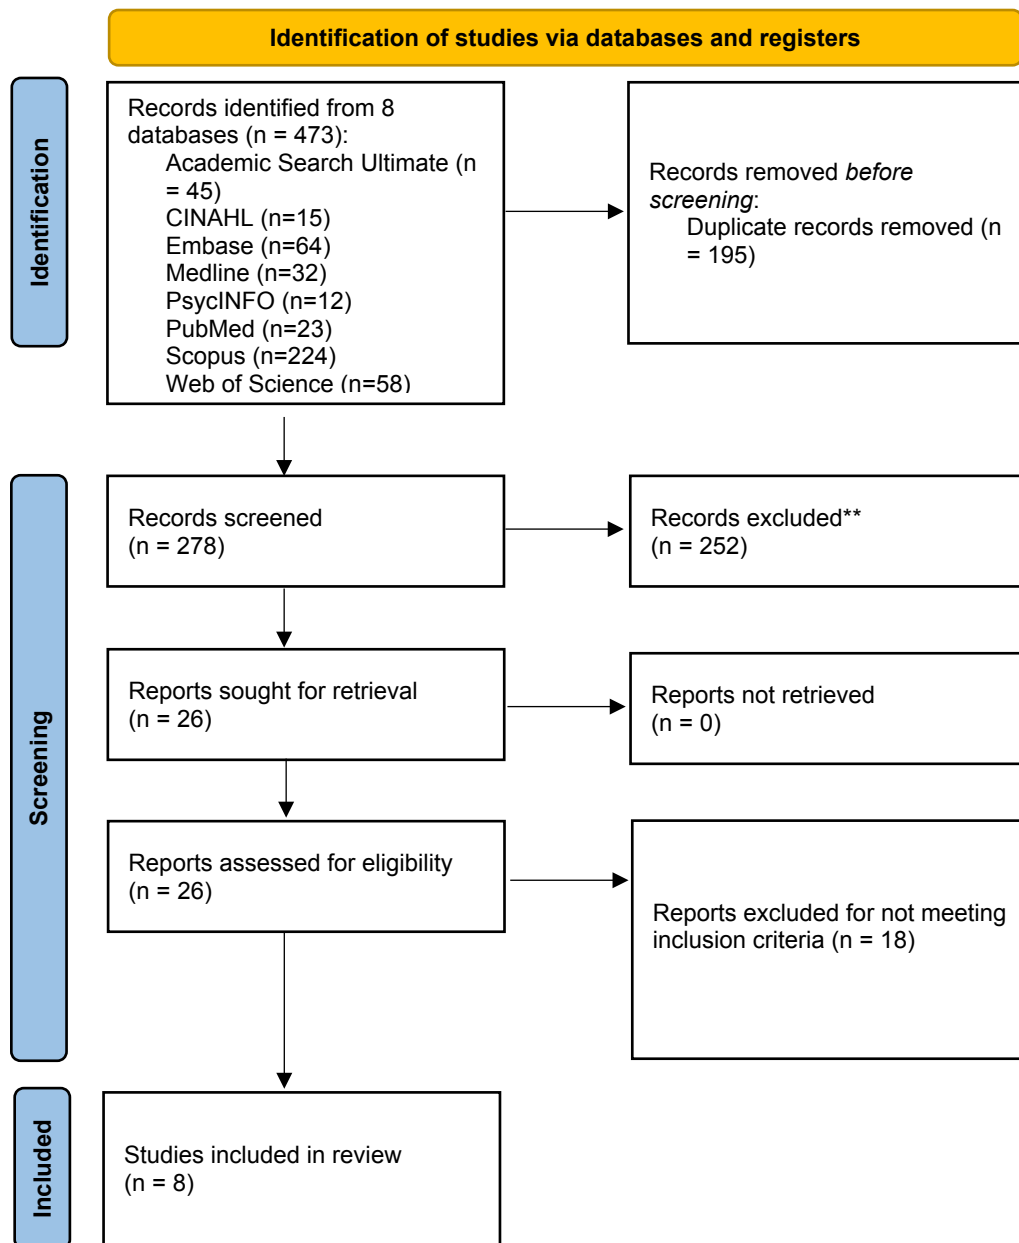 Identification of studies via databases and registers
Identification
Records identified from 8
databases (n = 473):
Academic Search Ultimate (n
= 45)
CINAHL (n=15)
Embase (n=64)
Medline (n=32)
PsycINFO (n=12)
PubMed (n=23)
Scopus (n=224)
Web of Science (n=58)
Records removed before
screening:
Duplicate records removed (n
= 195)
Screening
Records screened
(n = 278)
Records excluded**
(n = 252)
Reports sought for retrieval
(n = 26)
Reports not retrieved
(n = 0)
Reports assessed for eligibility
(n = 26)
Reports excluded for not meeting
inclusion criteria (n = 18)
Included
Studies included in review
(n = 8)